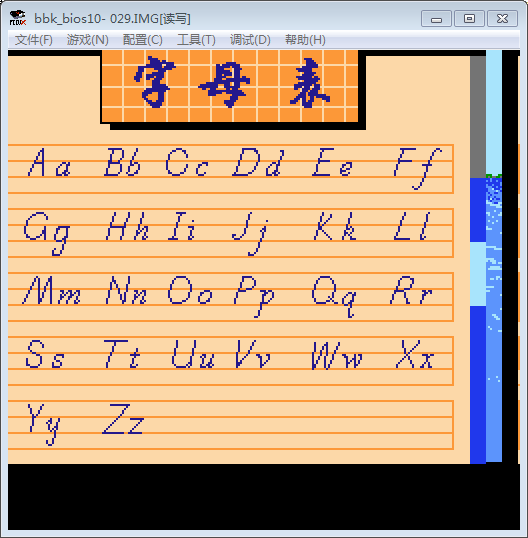 bbk_bios10- 029.IMG[读写]
文件(F) 游戏(N) 配置(C) 工具(T) 调试(D) 帮助(H)
字母表
Aa Bb Cc Dd Ee Ff
Gg Hh Ii Jj Kk Ll
Mm Nn Oo Pp Qq Rr
Ss Tt Uu Vv Ww Xx
Yy Zz